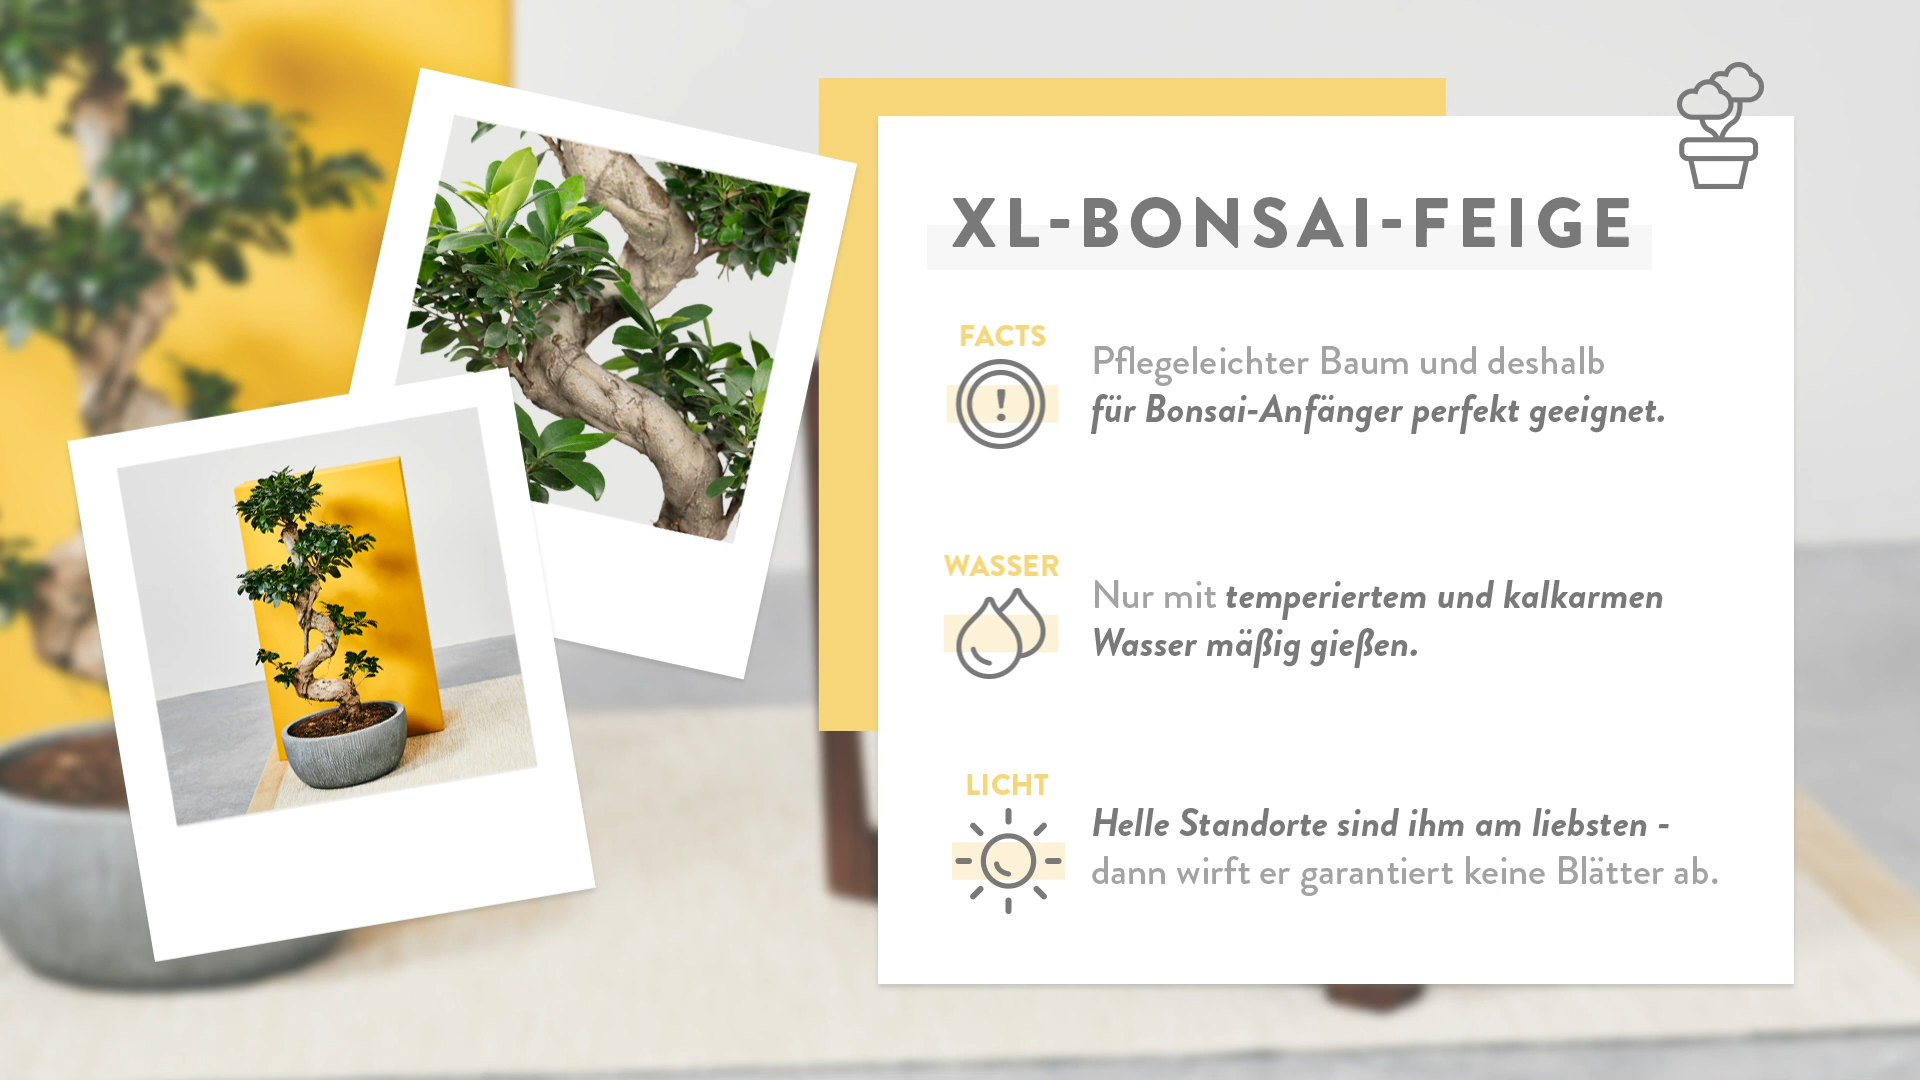 XL-BONSAI-FEIGE
FACTS
Pflegeleichter Baum und deshalb
für Bonsai-Anfänger perfekt geeignet.
WASSER
Nur mit temperiertem und kalkarmen
Wasser mäßig gießen.
LICHT
Helle Standorte sind ihm am liebsten -
dann wirft er garantiert keine Blätter ab.